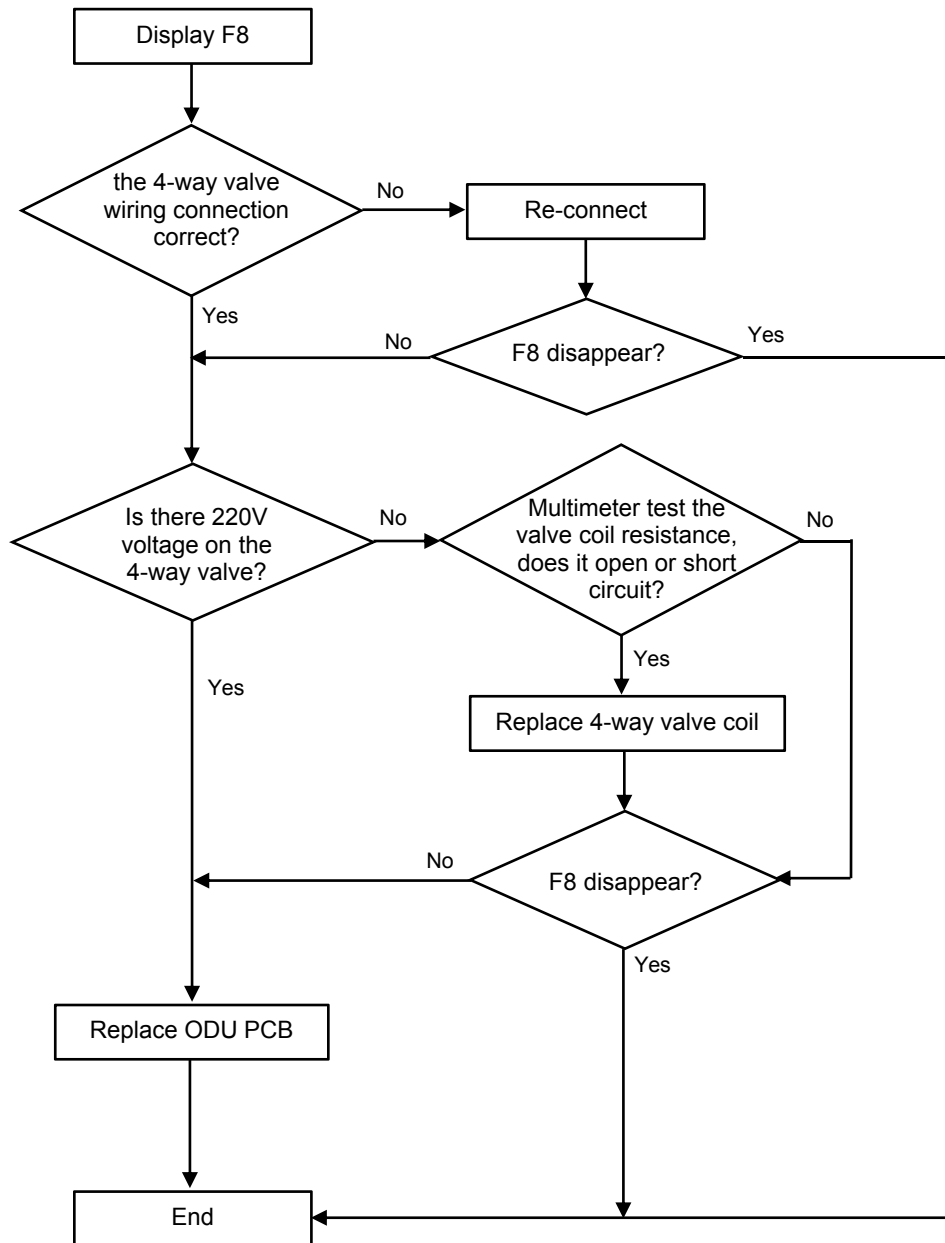 Display F8
the 4-way valve
wiring connection
correct?
No
Re-connect
Yes
No
F8 disappear?
Yes
Is there 220V
voltage on the
4-way valve?
No
Multimeter test the
valve coil resistance,
does it open or short
circuit?
No
Yes
Yes
Replace 4-way valve coil
No
F8 disappear?
Yes
Replace ODU PCB
End